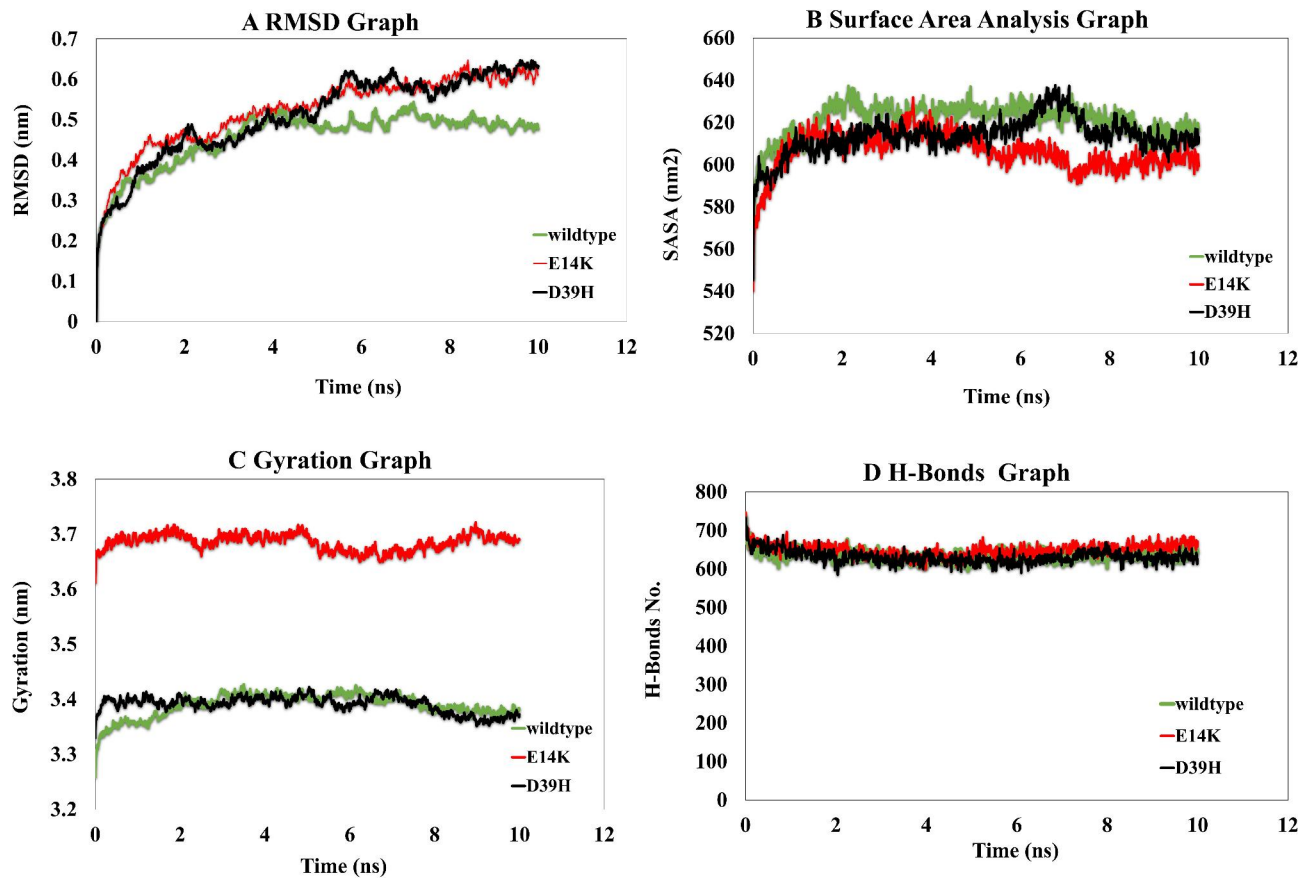 A RMSD Graph
0.7
0.6
0.5
0.4
0.3
0.2
0.1
0
RMSD (nm)
wildtype
E14K
D39H
0 2 4 6 8 10 12
Time (ns)
B Surface Area Analysis Graph
660
640
620
600
580
560
540
520
SASA (nm2)
wildtype
E14K
D39H
0 2 4 6 8 10 12
Time (ns)
C Gyration Graph
3.8
3.7
3.6
3.5
3.4
3.3
3.2
Gyration (nm)
wildtype
E14K
D39H
0 2 4 6 8 10 12
Time (ns)
D H-Bonds Graph
800
700
600
500
400
300
200
100
0
H-Bonds No.
wildtype
E14K
D39H
0 2 4 6 8 10 12
Time (ns)